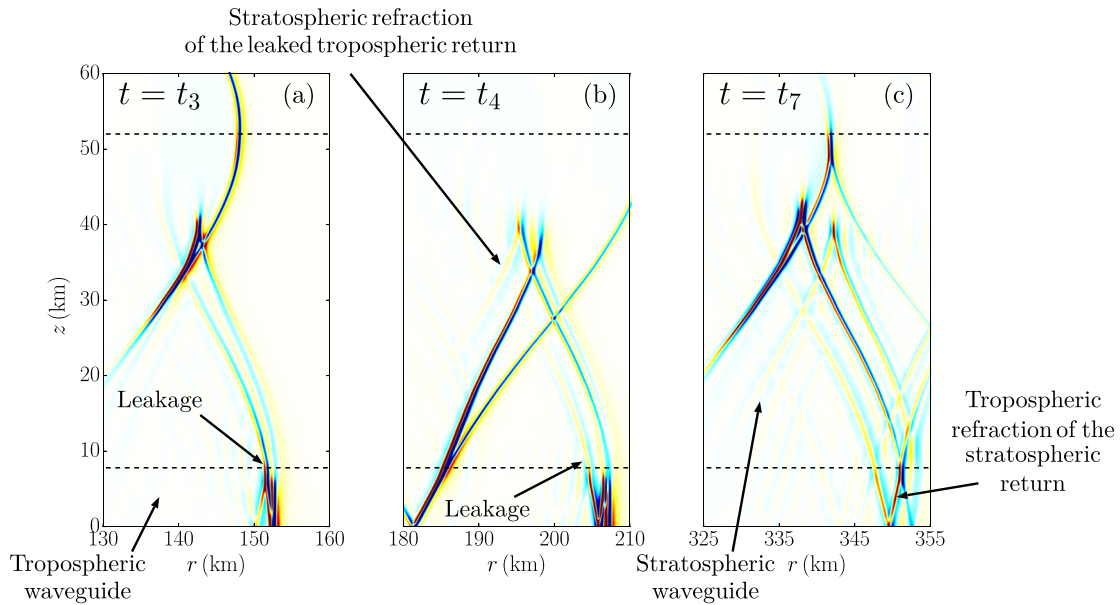 Stratospheric refraction
of the leaked tropospheric return
60
50
40
30
20
10
0
z (km)
t = t₃
(a)
Leakage
130
140
150
160
r (km)
Tropospheric
waveguide
t = t₄
(b)
Leakage
180
190
200
210
r (km)
t = t₇
(c)
325
335
345
355
r (km)
Stratospheric
waveguide
Tropospheric
refraction of the
stratospheric
return